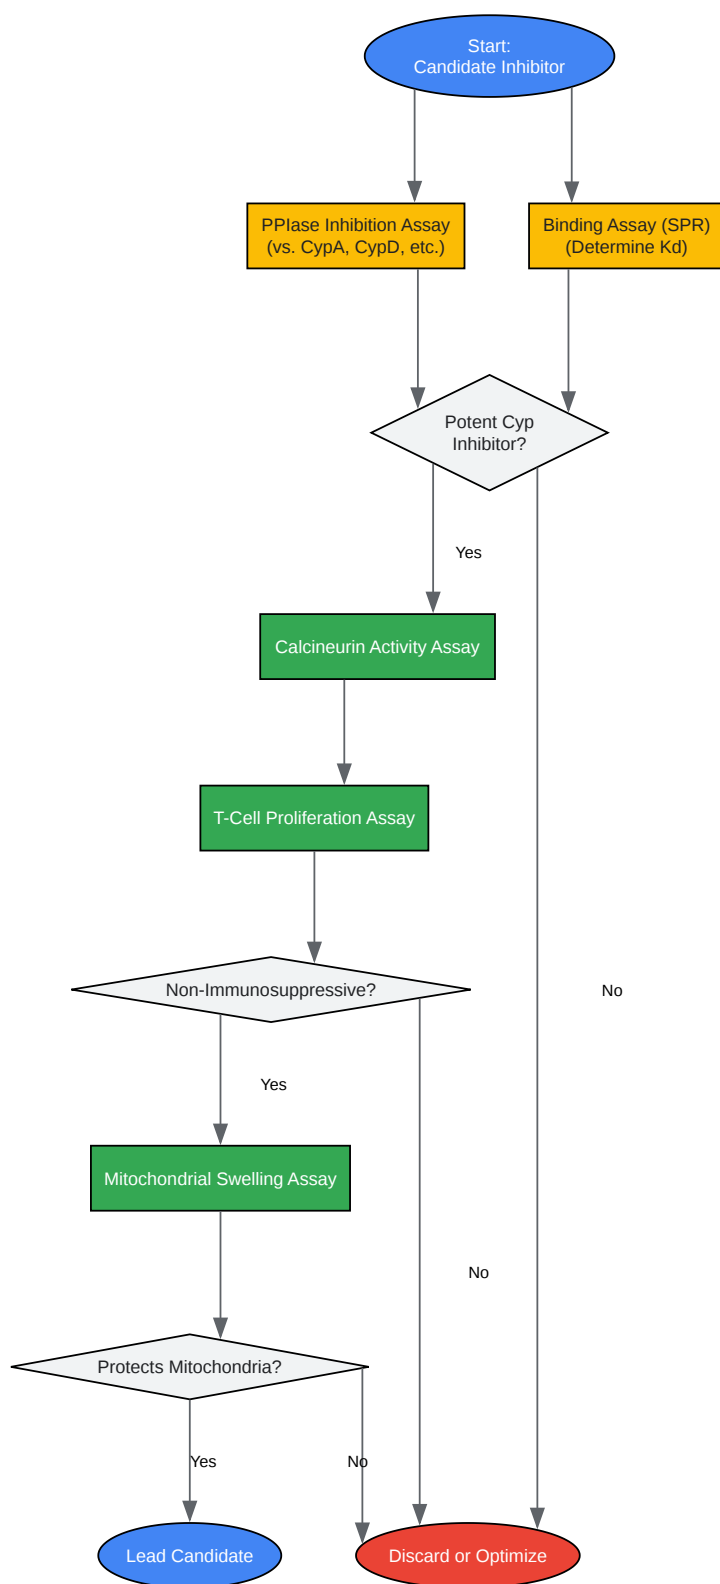 Start:
Candidate Inhibitor
PPIase Inhibition Assay
(vs. CypA, CypD, etc.)
Binding Assay (SPR)
(Determine Kd)
Potent Cyp
Inhibitor?
Yes
Calcineurin Activity Assay
T-Cell Proliferation Assay
Non-Immunosuppressive?
No
Yes
Mitochondrial Swelling Assay
No
Protects Mitochondria?
Yes
No
Lead Candidate
Discard or Optimize